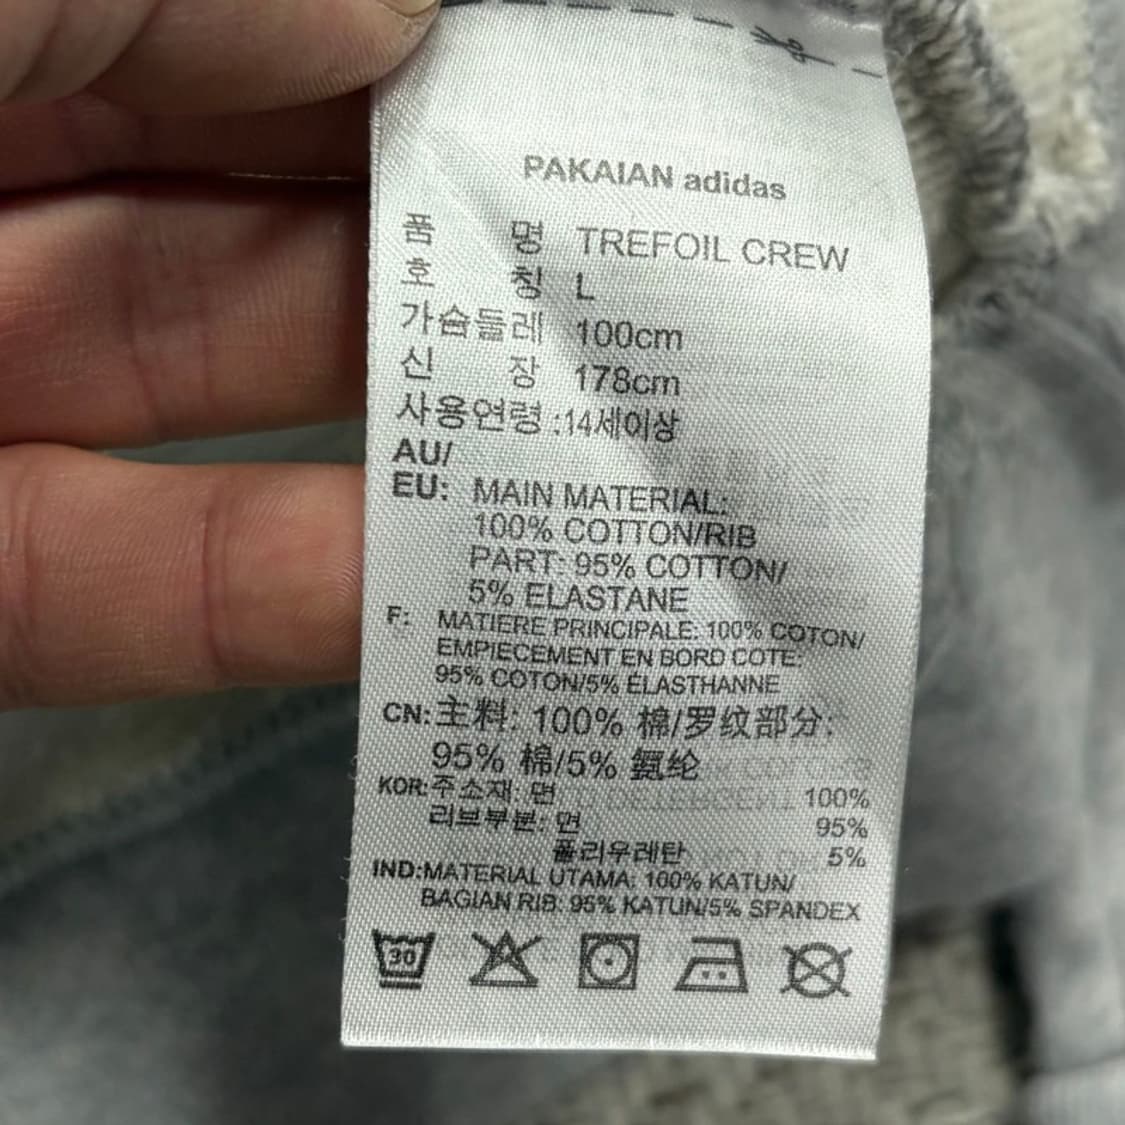 PAKAIAN adidas
품 명 TREFOIL CREW
호 칭 L
가슴둘레 100cm
신 장 178cm
사용연령 :14세이상
AU/
EU: MAIN MATERIAL:
100% COTTON/RIB
PART: 95% COTTON/
5% ELASTANE
F: MATIERE PRINCIPALE: 100% COTON/
EMPIECEMENT EN BORD COTE:
95% COTON/5% ÉLASTHANNE
CN: 主料: 100% 棉/罗纹部分:
95% 棉/5% 氨纶
KOR: 주소재: 면 100%
리브부분: 면 95%
폴리우레탄 5%
IND: MATERIAL UTAMA: 100% KATUN/
BAGIAN RIB: 95% KATUN/5% SPANDEX
30